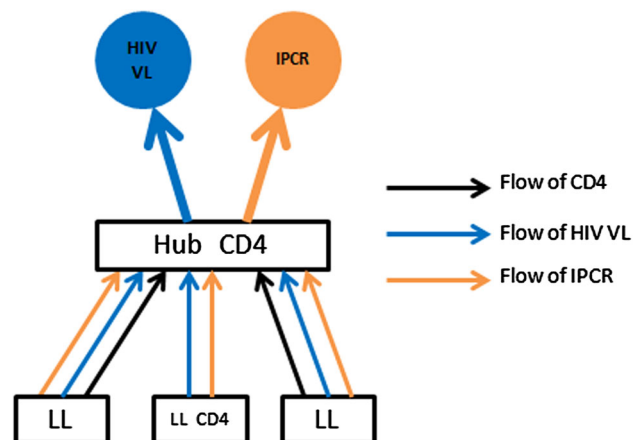 HIV
VL
IPCR
Flow of CD4
Flow of HIV VL
Hub CD4
Flow of IPCR
LL
LL CD4
LL